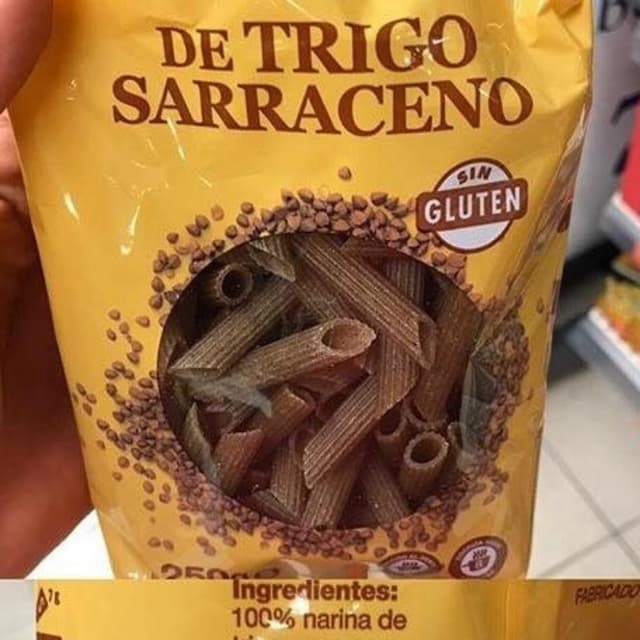 DE TRIGO
SARRACENO
SIN
GLUTEN
Ingredientes:
100% harina de
FABRICADO